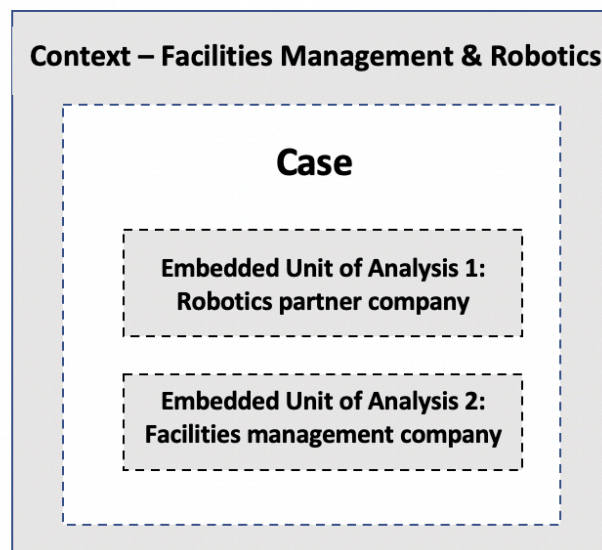 Context – Facilities Management & Robotics
Case
Embedded Unit of Analysis 1:
Robotics partner company
Embedded Unit of Analysis 2:
Facilities management company